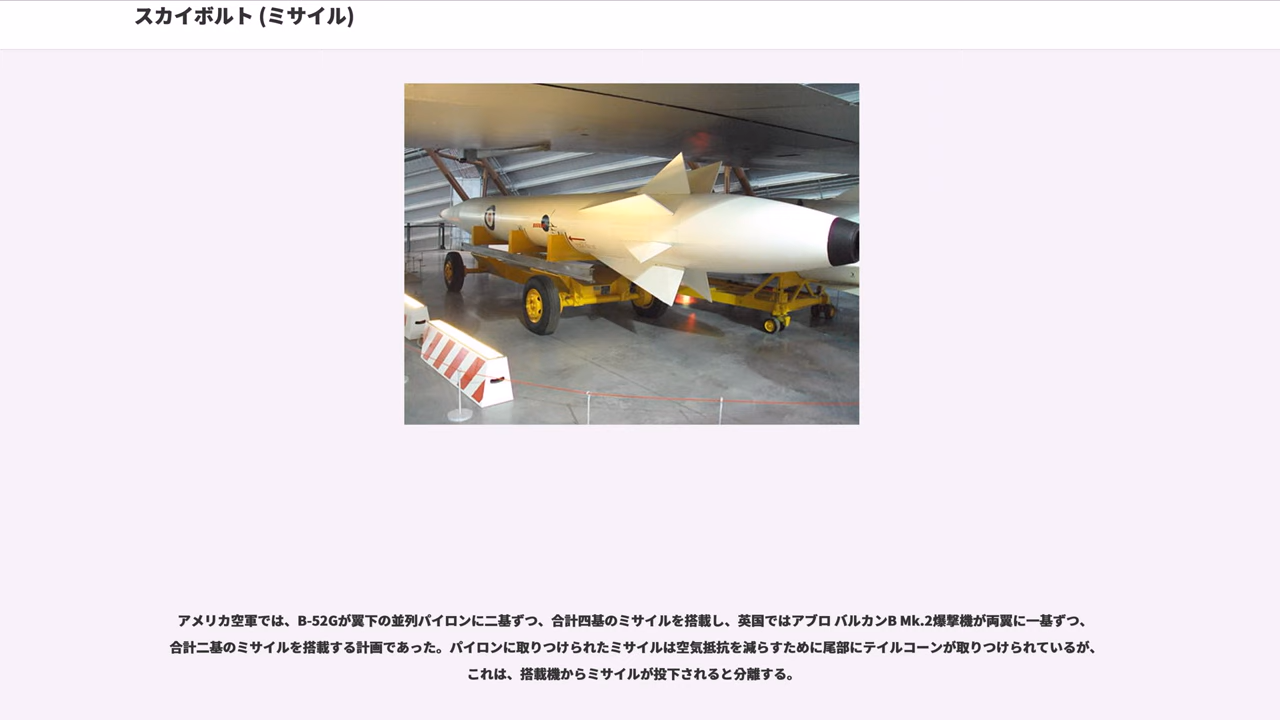 スカイボルト (ミサイル)
アメリカ空軍では、B-52Gが翼下の並列パイロンに二基ずつ、合計四基のミサイルを搭載し、英国ではアブロ バルカンB Mk.2爆撃機が両翼に一基ずつ、
合計二基のミサイルを搭載する計画であった。パイロンに取りつけられたミサイルは空気抵抗を減らすために尾部にテイルコーンが取りつけられているが、
これは、搭載機からミサイルが投下されると分離する。